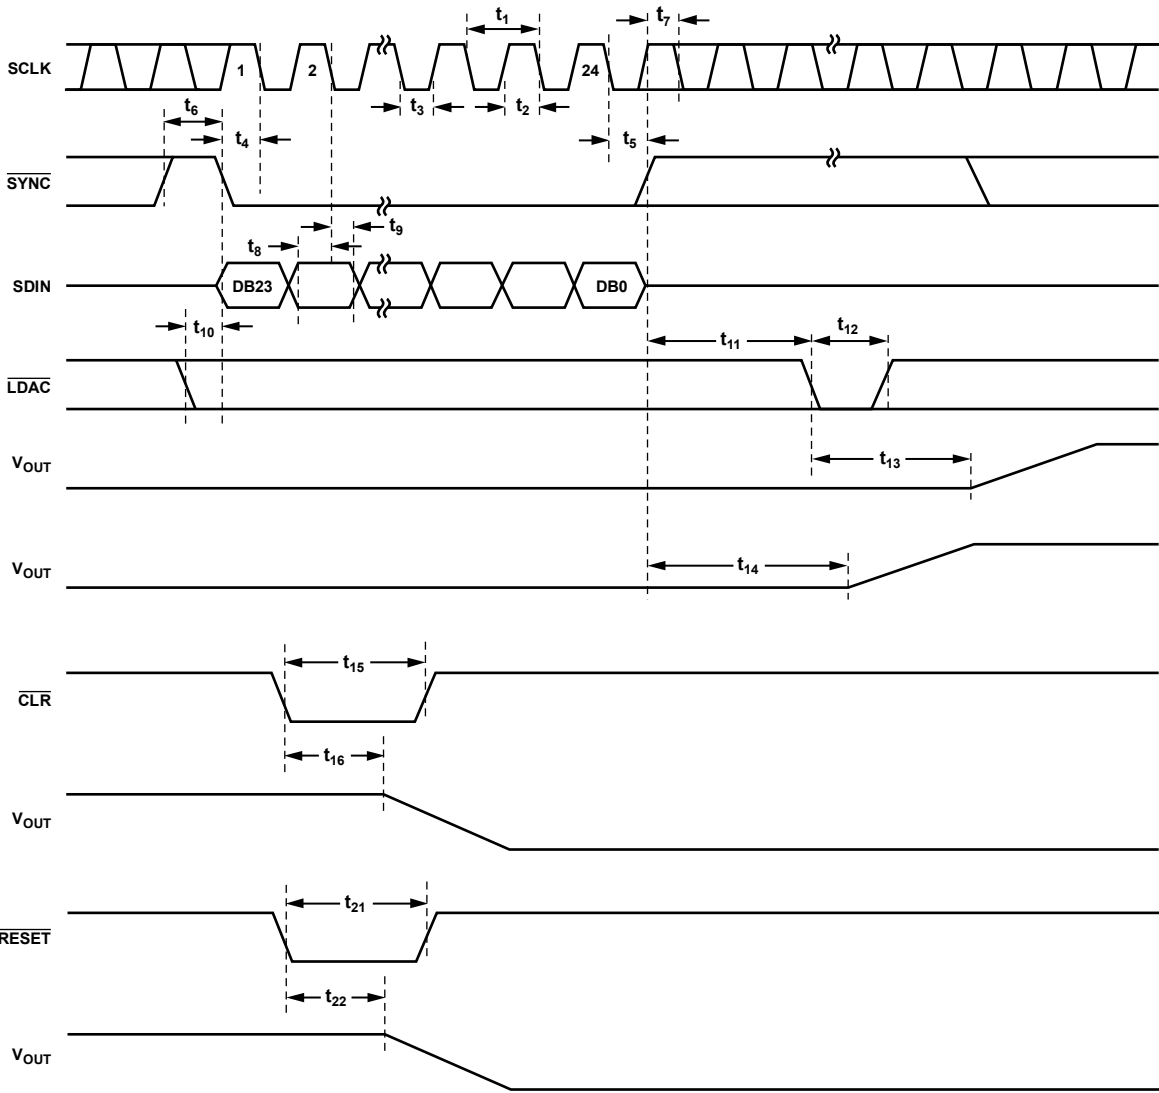 t1
t7
SCLK
1
2
24
t6
t3
t2
t4
t5
SYNC
t9
t8
SDIN
DB23
DB0
t10
t11
t12
LDAC
VOUT
t13
VOUT
t14
t15
CLR
t16
VOUT
t21
RESET
t22
VOUT